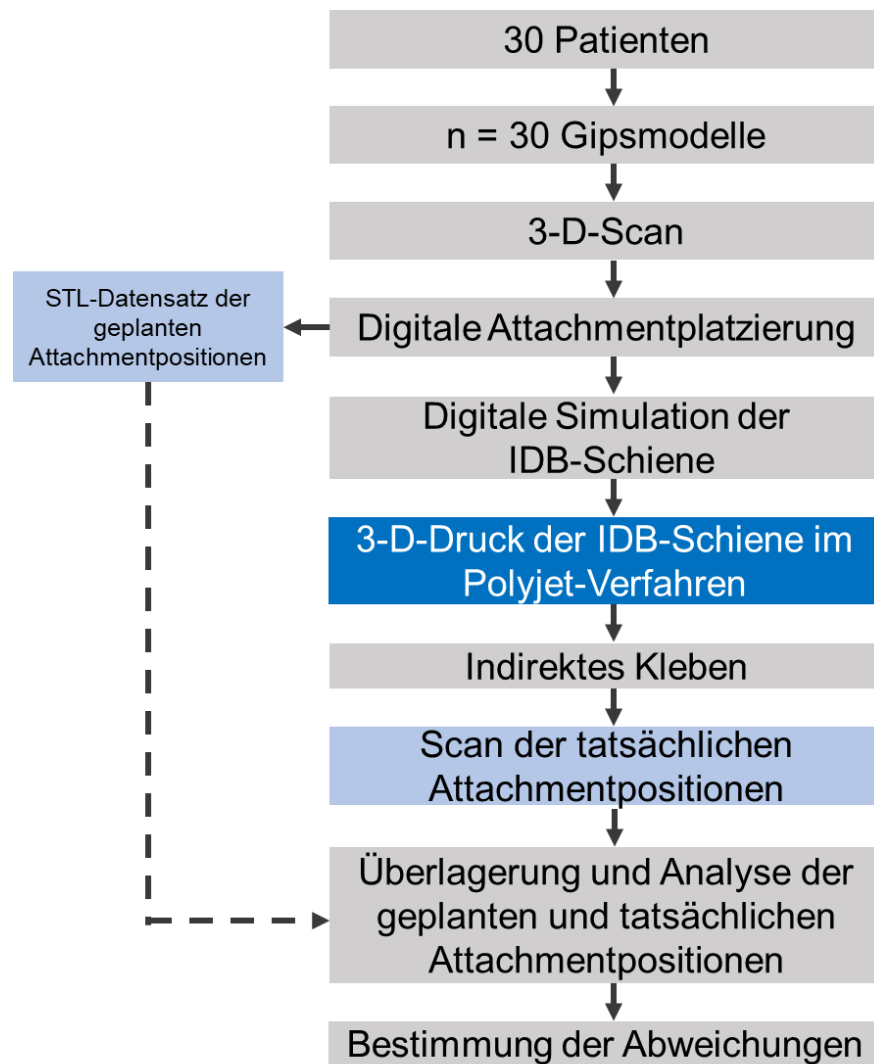 30 Patienten
n = 30 Gipsmodelle
3-D-Scan
STL-Datensatz der
geplanten
Attachmentpositionen
Digitale Attachmentplatzierung
Digitale Simulation der
IDB-Schiene
3-D-Druck der IDB-Schiene im
Polyjet-Verfahren
Indirektes Kleben
Scan der tatsächlichen
Attachmentpositionen
Überlagerung und Analyse der
geplanten und tatsächlichen
Attachmentpositionen
Bestimmung der Abweichungen